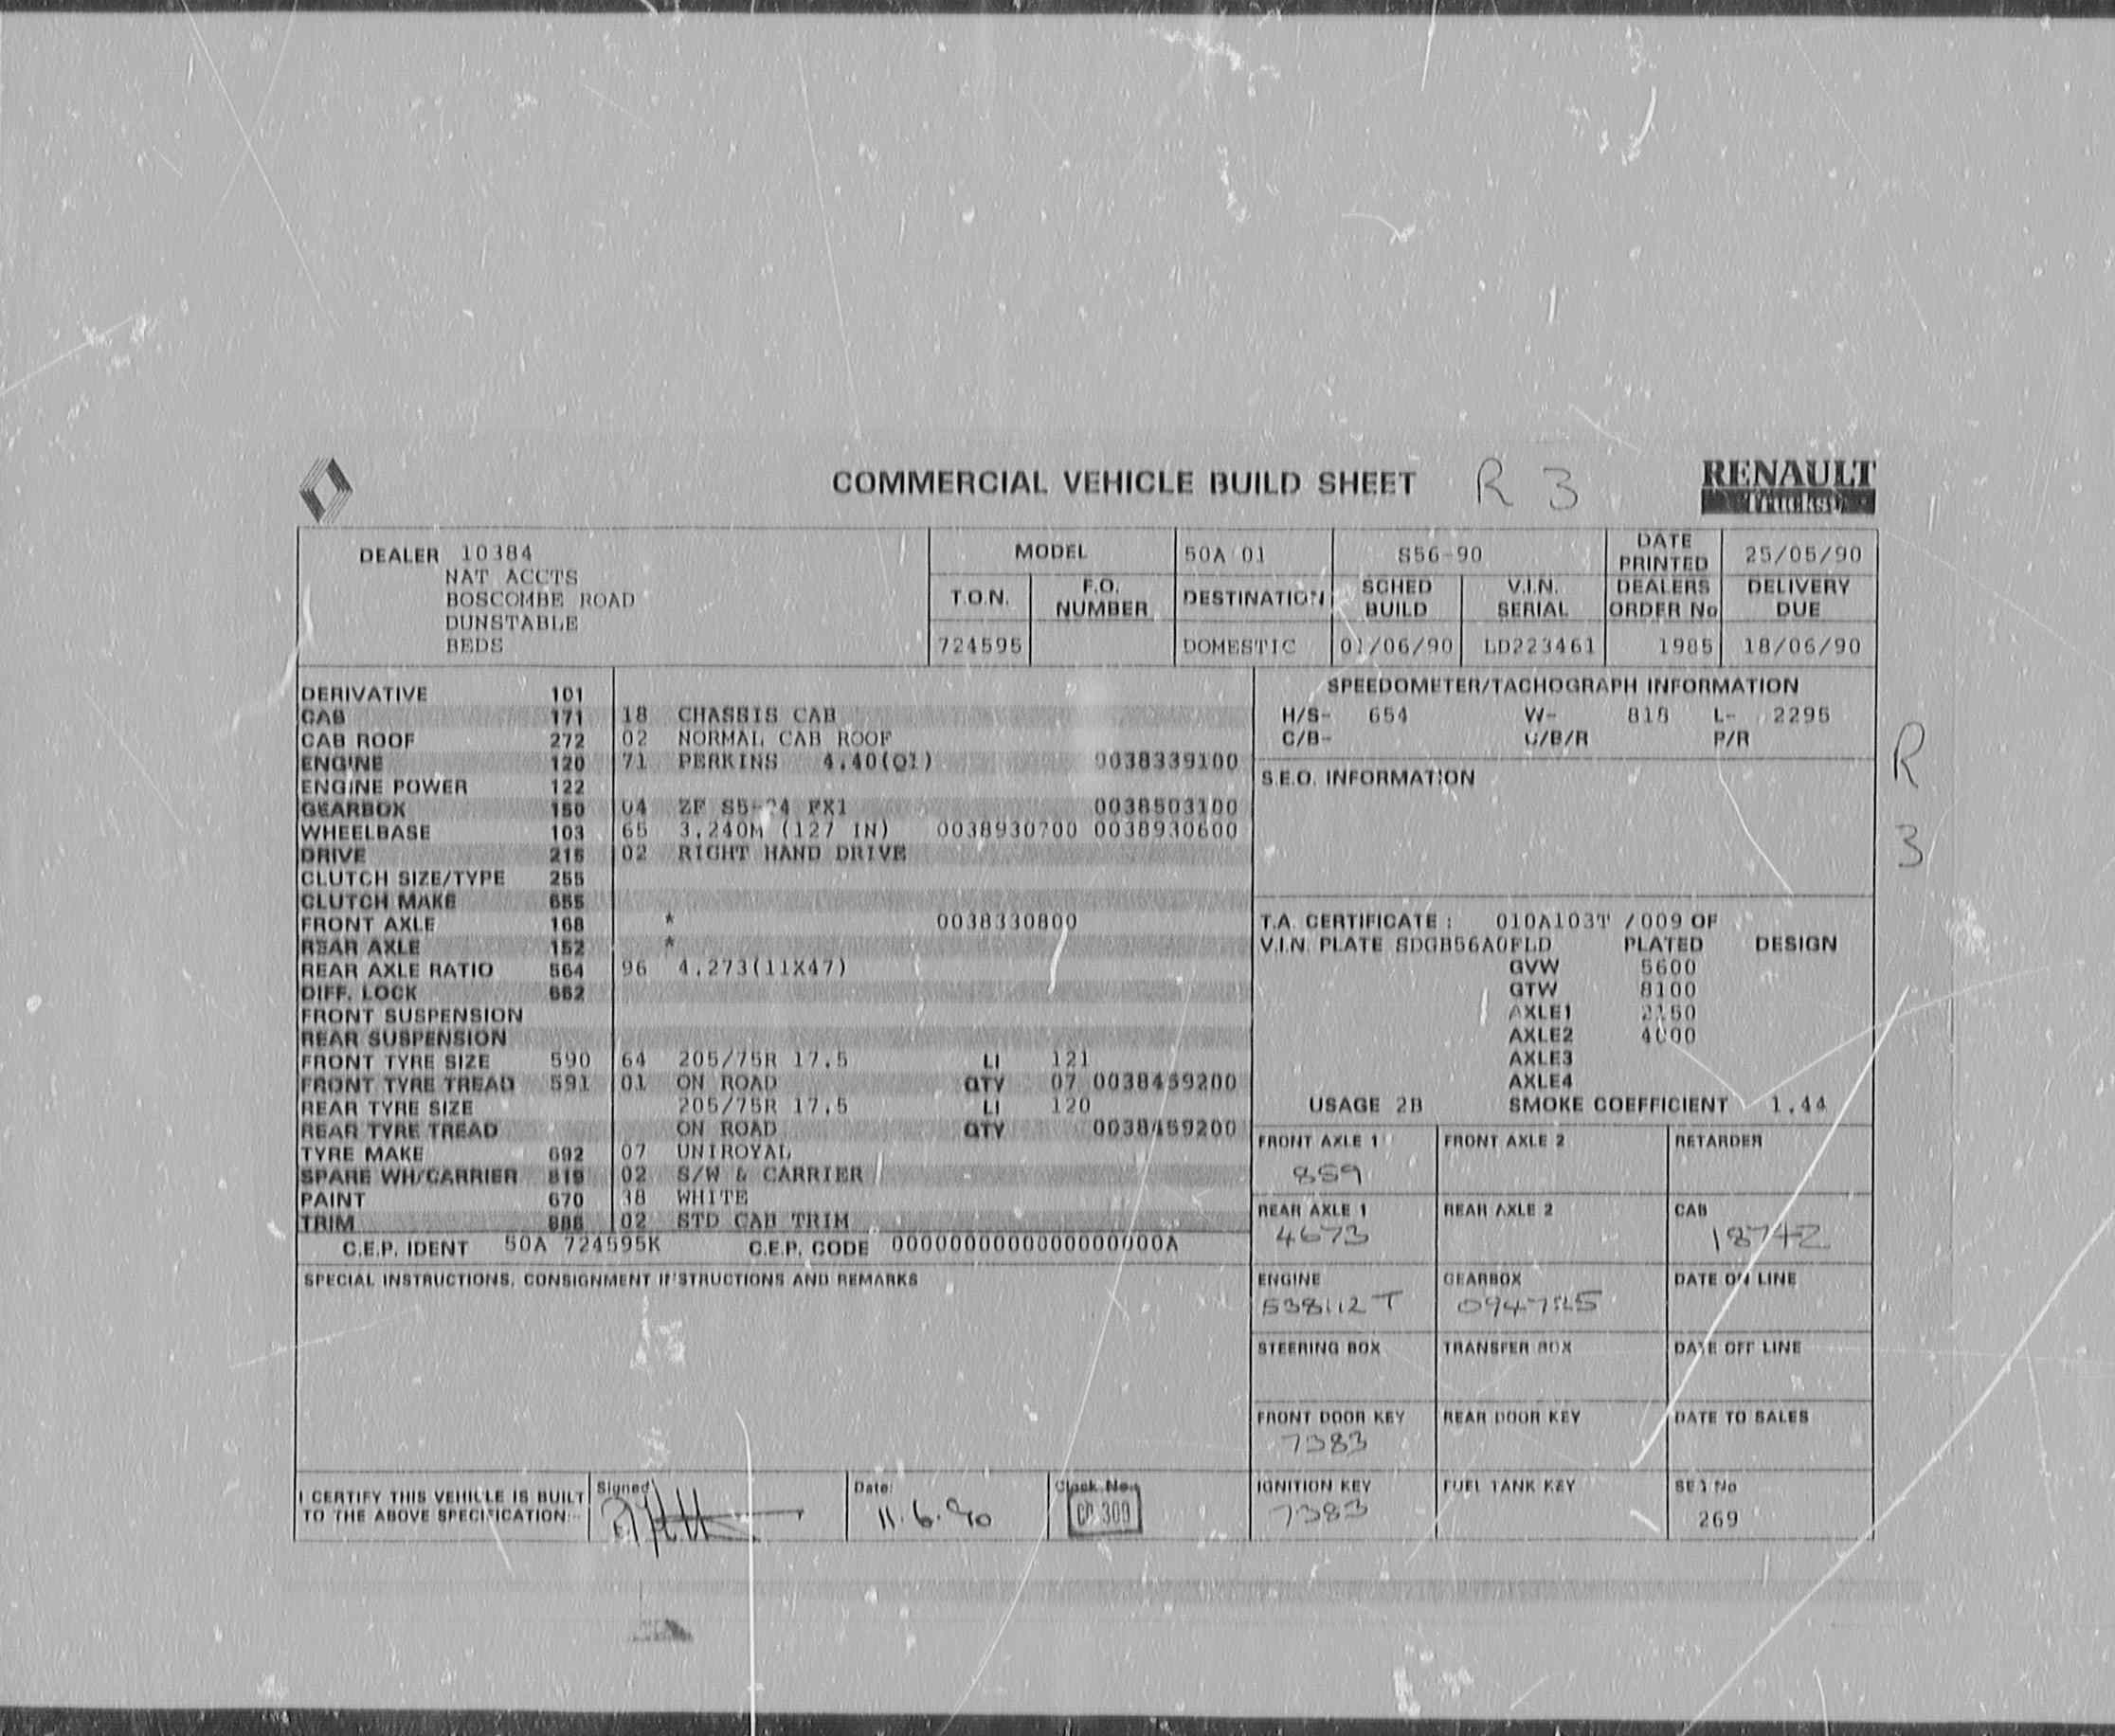 COMMERCIAL VEHICLE BUILD SHEET R 3
RENAULT
Trucks
DEALER 10384
NAT ACCTS
BOSCOMBE ROAD
DUNSTABLE
BEDS
MODEL 50A 01 S56-90 DATE PRINTED 25/05/90
T.O.N. F.O. NUMBER DESTINATION SCHED BUILD V.I.N. SERIAL DEALERS ORDER No DELIVERY DUE
724595 DOMESTIC 01/06/90 LD223461 1985 18/06/90
DERIVATIVE 101
CAB 171 18 CHASSIS CAB
CAB ROOF 272 02 NORMAL CAB ROOF
ENGINE 120 71 PERKINS 4.40(Q1) 0038339100
ENGINE POWER 122
GEARBOX 150 04 ZF S5-24 FX1 0038503100
WHEELBASE 103 65 3.240M (127 IN) 0038930700 0038930600
DRIVE 216 02 RIGHT HAND DRIVE
CLUTCH SIZE/TYPE 255
CLUTCH MAKE 655
FRONT AXLE 168 * 0038330800
REAR AXLE 152 *
REAR AXLE RATIO 564 96 4.273(11X47)
DIFF. LOCK 662
FRONT SUSPENSION
REAR SUSPENSION
FRONT TYRE SIZE 590 64 205/75R 17.5 LI 121
FRONT TYRE TREAD 591 01 ON ROAD QTY 07 0038459200
REAR TYRE SIZE 205/75R 17.5 LI 120
REAR TYRE TREAD ON ROAD QTY 0038459200
TYRE MAKE 692 07 UNIROYAL
SPARE WH/CARRIER 819 02 S/W & CARRIER
PAINT 670 38 WHITE
TRIM 886 02 STD CAB TRIM
C.E.P. IDENT 50A 724595K C.E.P. CODE 0000000000000000000A
SPECIAL INSTRUCTIONS, CONSIGNMENT INSTRUCTIONS AND REMARKS
I CERTIFY THIS VEHICLE IS BUILT
TO THE ABOVE SPECIFICATION:-
Signed
Date: 11.6.90
Clock No.
309
SPEEDOMETER/TACHOGRAPH INFORMATION
H/S- 654 W- 818 L- 2295
C/B- C/B/R P/R
S.E.O. INFORMATION
R
3
T.A. CERTIFICATE : 010A103T /009 OF
V.I.N. PLATE SDGB56A0FLD PLATED DESIGN
GVW 5600
GTW 8100
AXLE1 2150
AXLE2 4000
AXLE3
AXLE4
USAGE 2B SMOKE COEFFICIENT 1.44
FRONT AXLE 1 FRONT AXLE 2 RETARDER
859
REAR AXLE 1 REAR AXLE 2 CAB
4673 18742
ENGINE GEARBOX DATE ON LINE
STEERING BOX TRANSFER BOX DATE OFF LINE
FRONT DOOR KEY REAR DOOR KEY DATE TO SALES
7383
IGNITION KEY FUEL TANK KEY SET No
7383 269